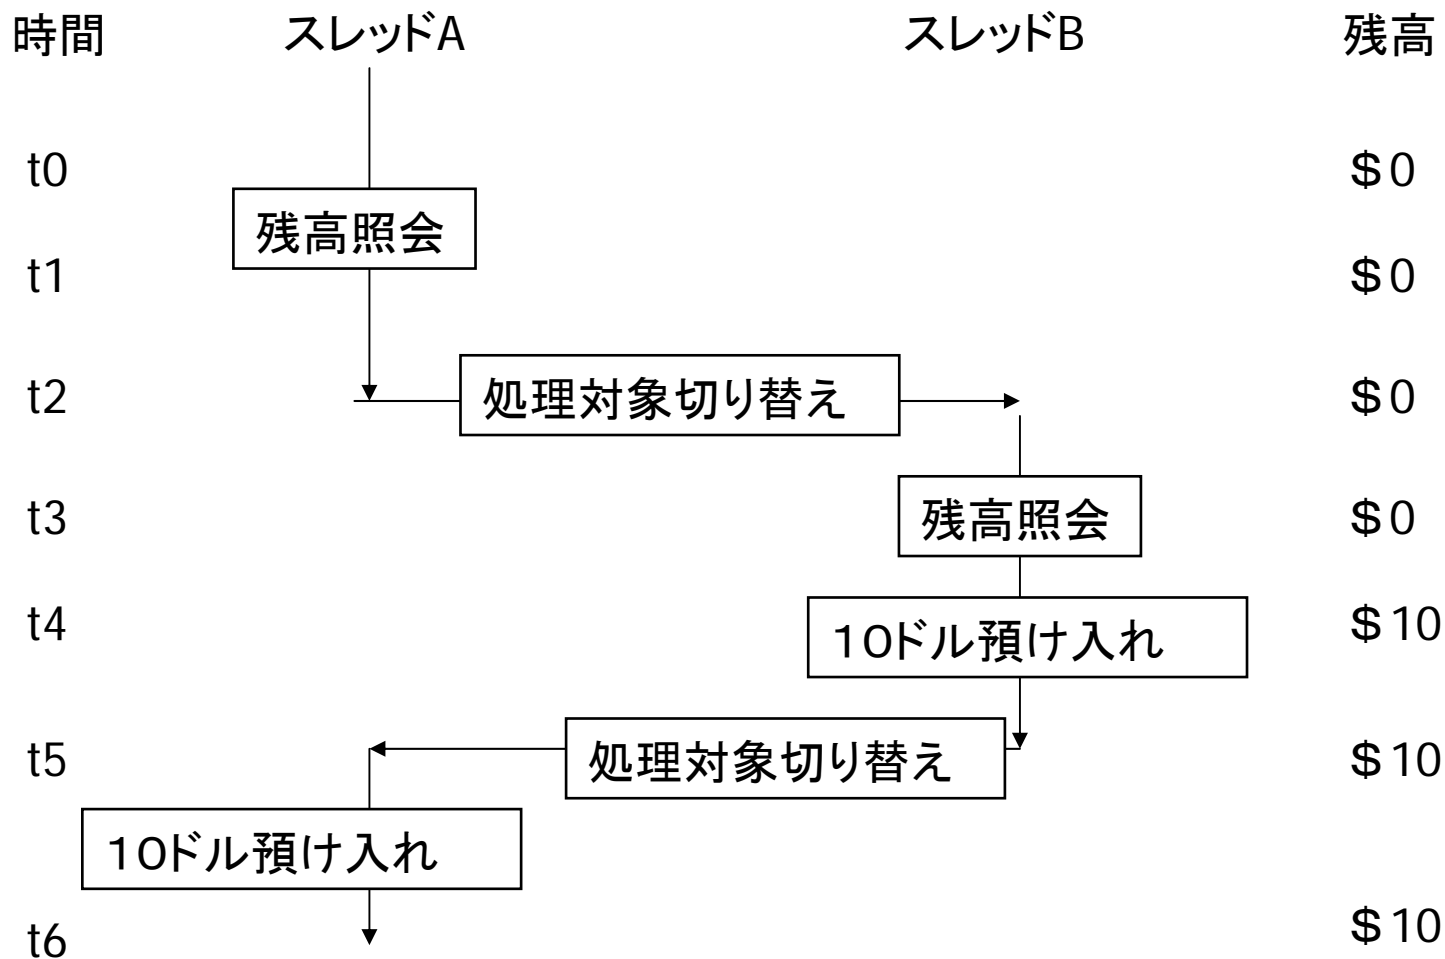 時間 スレッドA スレッドB 残高
t0 ＄0
残高照会
t1 ＄0
t2 処理対象切り替え ＄0
t3 残高照会 ＄0
t4 １０ドル預け入れ ＄10
t5 処理対象切り替え ＄10
１０ドル預け入れ
t6 ＄10